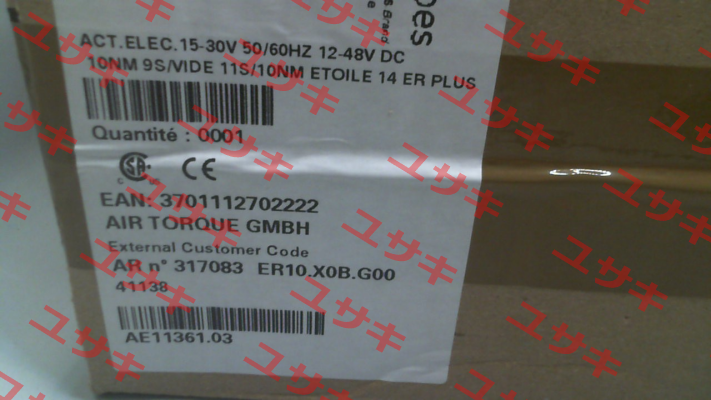 pes
s Brand
e
ACT.ELEC.15-30V 50/60HZ 12-48V DC
10NM 9S/VIDE 11S/10NM ETOILE 14 ER PLUS
Quantité : 0001
CE
EAN: 3701112702222
AIR TORQUE GMBH
External Customer Code
AR n° 317083 ER10.X0B.G00
41138
AE11361.03
ユサキ